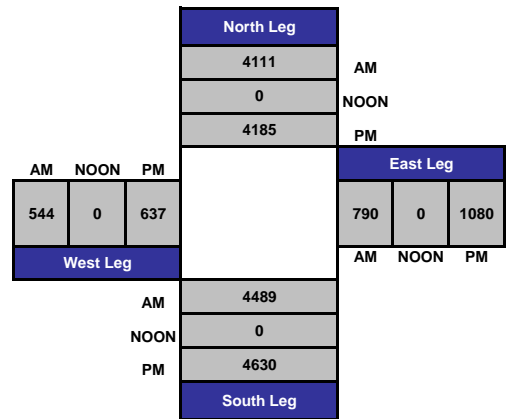 North Leg
4111 AM
0 NOON
4185 PM
AM NOON PM
East Leg
544 0 637
790 0 1080
West Leg
AM NOON PM
AM 4489
NOON 0
PM 4630
South Leg